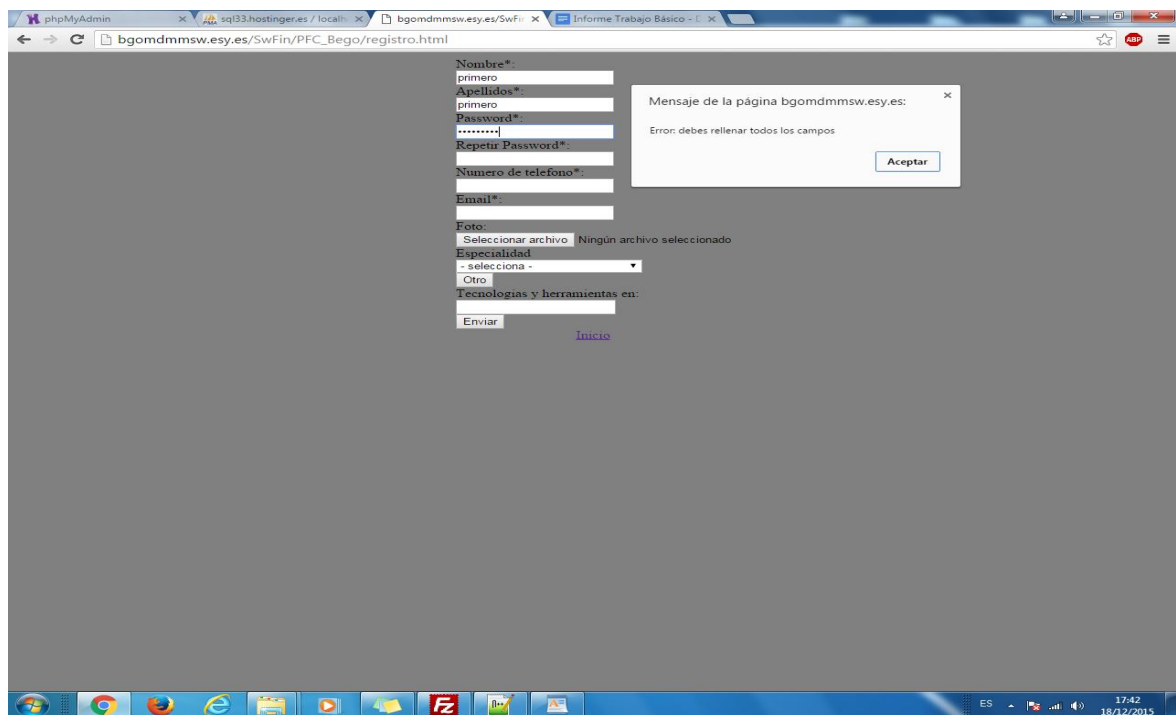 phpMyAdmin
sql33.hostinger.es / localh
bgomdmmsw.esy.es/SwFi
Informe Trabajo Básico - D
bgomdmmsw.esy.es/SwFin/PFC_Bego/registro.html
ABP
Nombre*:
primero
Apellidos*:
primero
Password*:
•••••••••
Repetir Password*:
Numero de telefono*:
Email*:
Foto:
Seleccionar archivo Ningún archivo seleccionado
Especialidad
- selecciona -
Otro
Tecnologias y herramientas en:
Enviar
Inicio
Mensaje de la página bgomdmmsw.esy.es:
Error: debes rellenar todos los campos
Aceptar
ES
17:42
18/12/2015